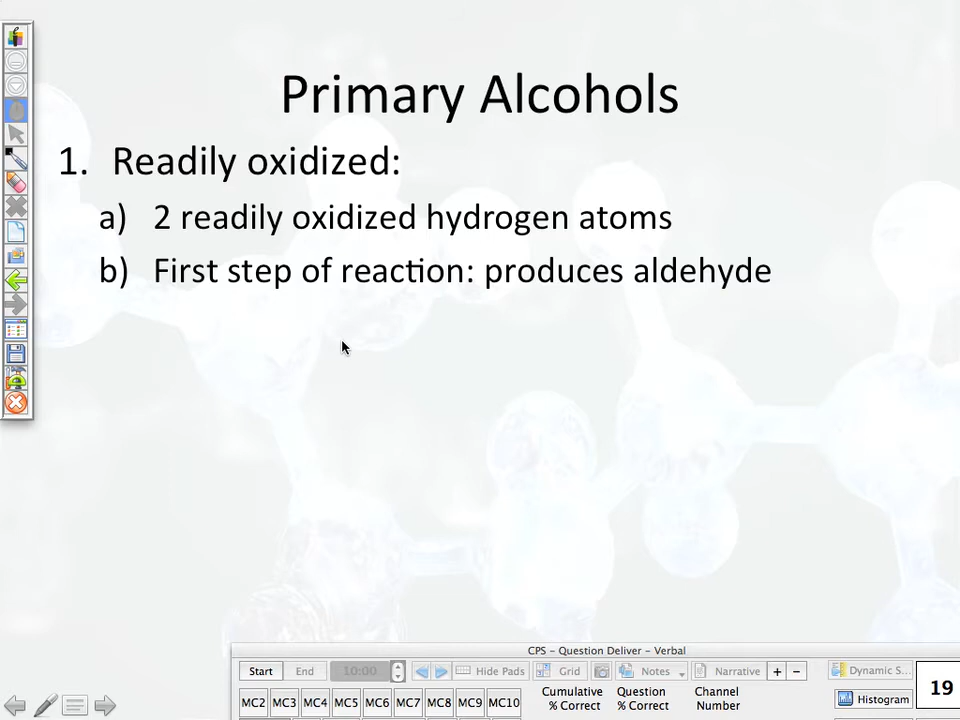 Primary Alcohols
1. Readily oxidized:
a) 2 readily oxidized hydrogen atoms
b) First step of reaction: produces aldehyde
CPS - Question Deliver - Verbal
Start End 10:00 Hide Pads Grid Notes Narrative + - Dynamic S...
MC2 MC3 MC4 MC5 MC6 MC7 MC8 MC9 MC10
Cumulative % Correct
Question % Correct
Channel Number
Histogram
19